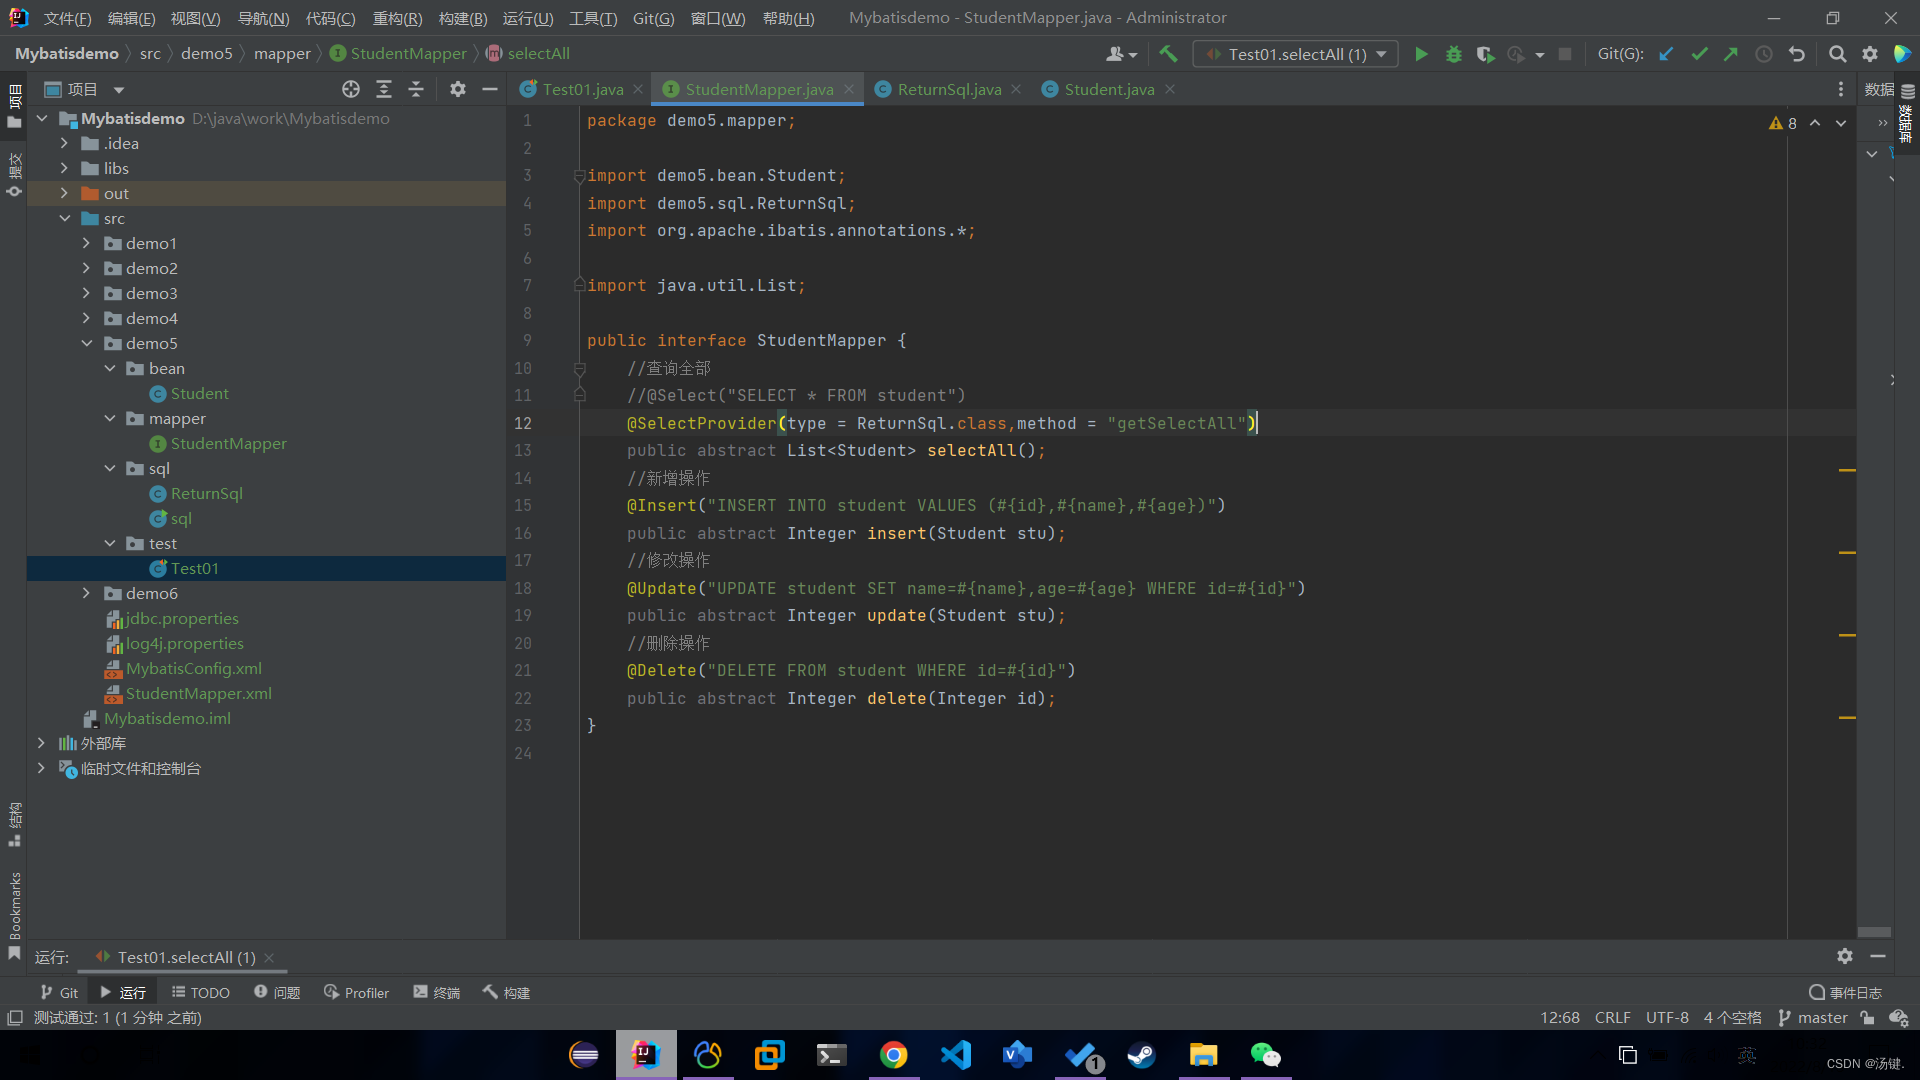 文件(F) 编辑(E) 视图(V) 导航(N) 代码(C) 重构(R) 构建(B) 运行(U) 工具(T) Git(G) 窗口(W) 帮助(H) Mybatisdemo - StudentMapper.java - Administrator
Mybatisdemo src demo5 mapper StudentMapper selectAll Test01.selectAll (1) Git(G):
项目 Test01.java StudentMapper.java ReturnSql.java Student.java 数据
项目
提交
结构
Bookmarks
数据库
Mybatisdemo D:\java\work\Mybatisdemo
.idea
libs
out
src
demo1
demo2
demo3
demo4
demo5
bean
Student
mapper
StudentMapper
sql
ReturnSql
sql
test
Test01
demo6
jdbc.properties
log4j.properties
MybatisConfig.xml
StudentMapper.xml
Mybatisdemo.iml
外部库
临时文件和控制台
8
1 package demo5.mapper;
2
3 import demo5.bean.Student;
4 import demo5.sql.ReturnSql;
5 import org.apache.ibatis.annotations.*;
6
7 import java.util.List;
8
9 public interface StudentMapper {
10 //查询全部
11 //@Select("SELECT * FROM student")
12 @SelectProvider(type = ReturnSql.class,method = "getSelectAll")
13 public abstract List<Student> selectAll();
14 //新增操作
15 @Insert("INSERT INTO student VALUES (#{id},#{name},#{age})")
16 public abstract Integer insert(Student stu);
17 //修改操作
18 @Update("UPDATE student SET name=#{name},age=#{age} WHERE id=#{id}")
19 public abstract Integer update(Student stu);
20 //删除操作
21 @Delete("DELETE FROM student WHERE id=#{id}")
22 public abstract Integer delete(Integer id);
23 }
24
运行: Test01.selectAll (1)
Git 运行 TODO 问题 Profiler 终端 构建 事件日志
测试通过: 1 (1 分钟 之前) 12:68 CRLF UTF-8 4 个空格 master
1
英
CSDN @汤键.